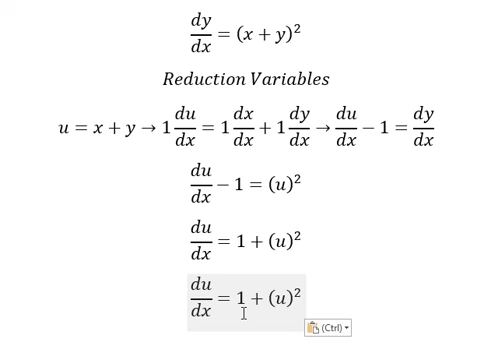 dy/dx = (x + y)²
Reduction Variables
u = x + y → 1 du/dx = 1 dx/dx + 1 dy/dx → du/dx − 1 = dy/dx
du/dx − 1 = (u)²
du/dx = 1 + (u)²
du/dx = 1 + (u)²
(Ctrl)